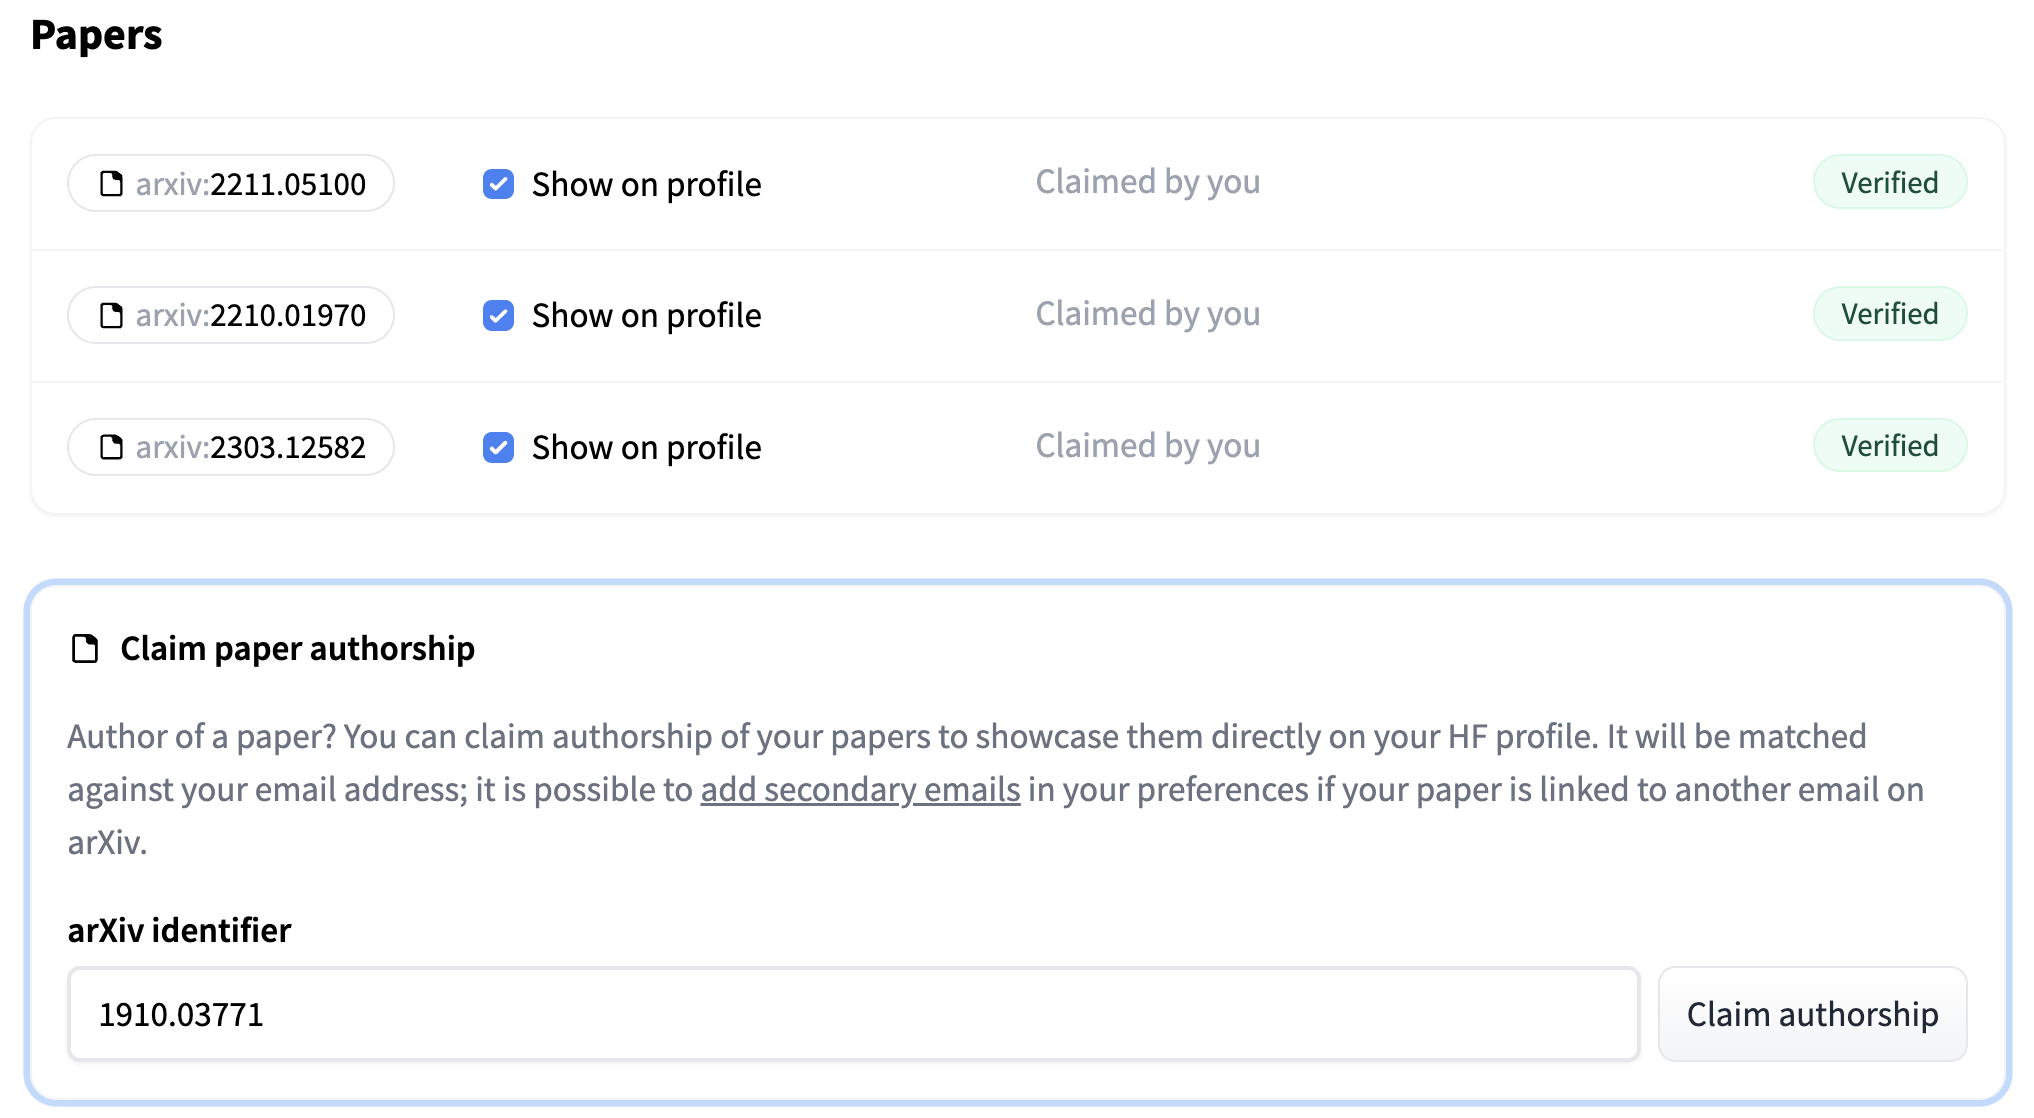 Papers
arxiv:2211.05100 Show on profile Claimed by you Verified
arxiv:2210.01970 Show on profile Claimed by you Verified
arxiv:2303.12582 Show on profile Claimed by you Verified
Claim paper authorship
Author of a paper? You can claim authorship of your papers to showcase them directly on your HF profile. It will be matched
against your email address; it is possible to add secondary emails in your preferences if your paper is linked to another email on
arXiv.
arXiv identifier
1910.03771 Claim authorship